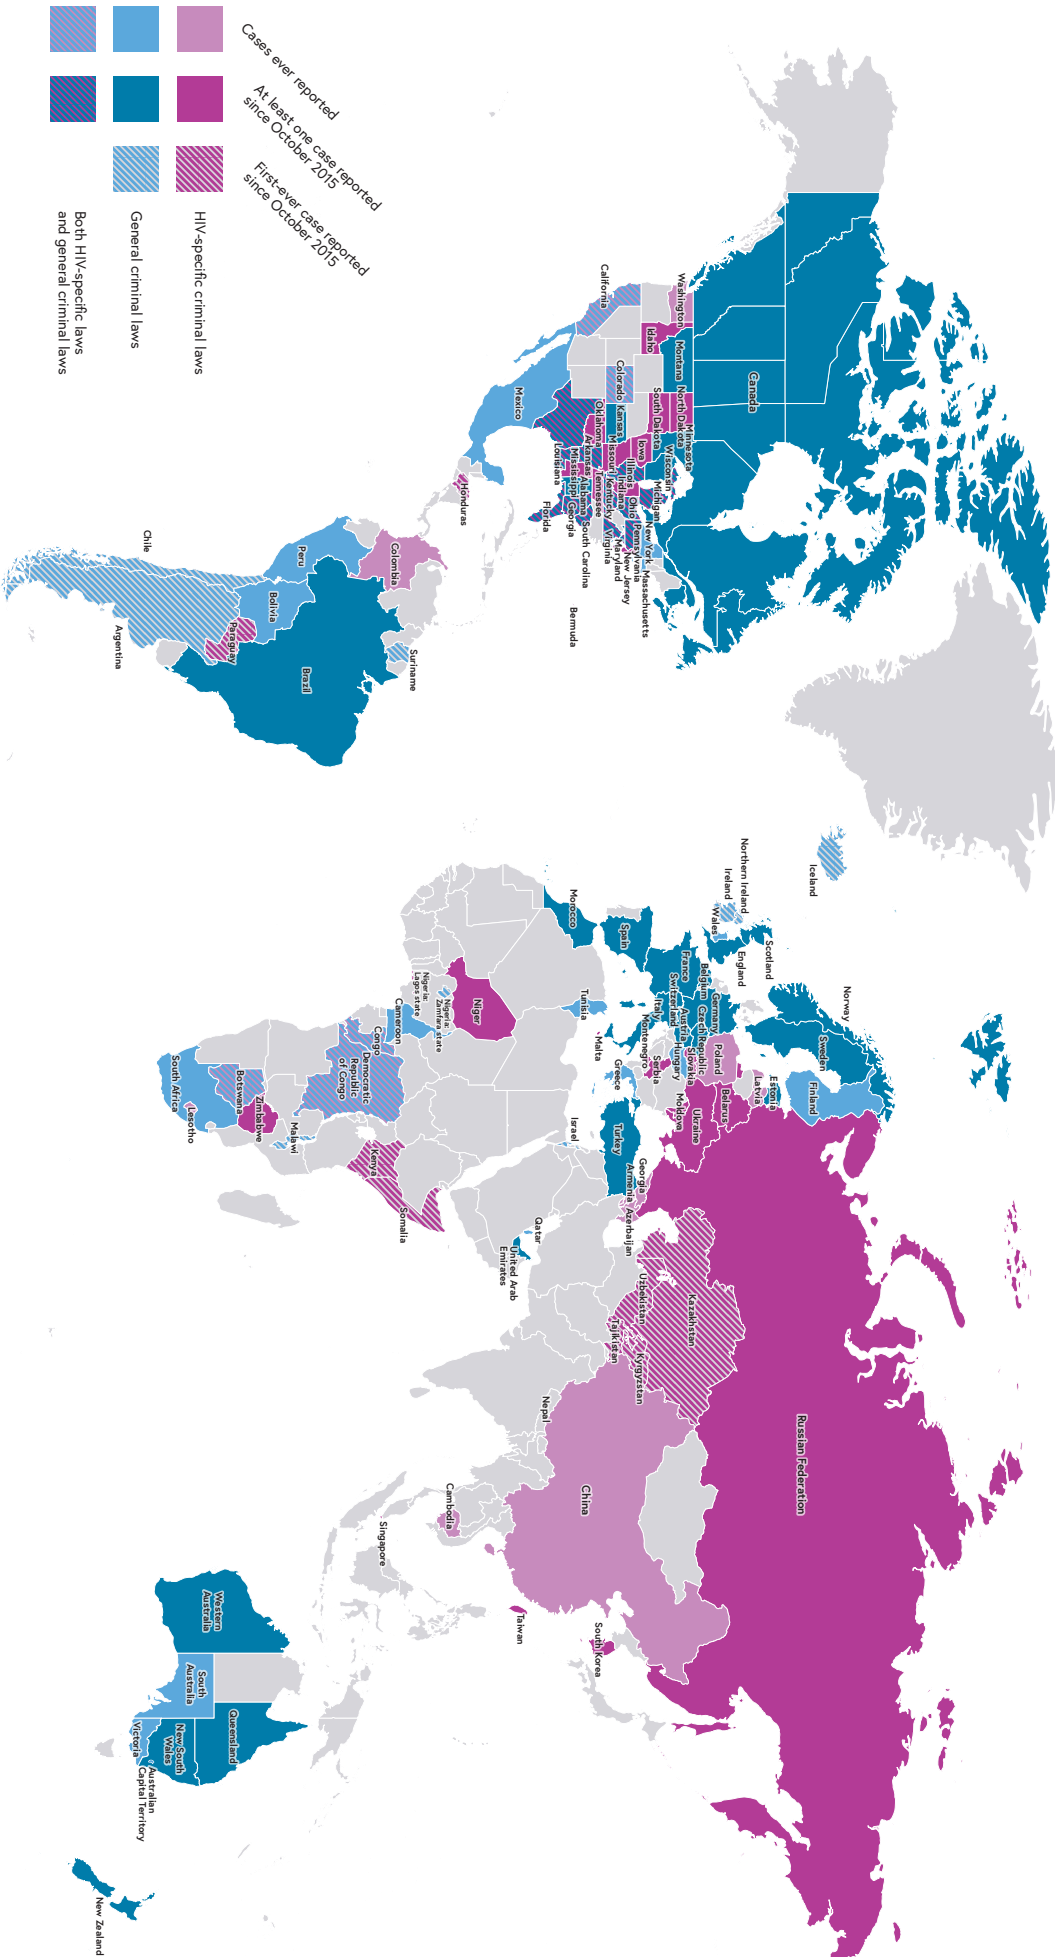 Cases ever reported
At least one case reported
since October 2015
First-ever case reported
since October 2015
HIV-specific criminal laws
General criminal laws
Both HIV-specific laws
and general criminal laws
Canada
Washington
Idaho
Montana
North Dakota
Minnesota
South Dakota
Wisconsin
Michigan
California
Colorado
Kansas
Iowa
Illinois
Indiana
Ohio
New York
Massachusetts
Pennsylvania
New Jersey
Maryland
Virginia
Missouri
Kentucky
Oklahoma
Arkansas
Tennessee
South Carolina
Mississippi
Alabama
Georgia
Louisiana
Florida
Bermuda
Mexico
Honduras
Colombia
Suriname
Peru
Brazil
Bolivia
Paraguay
Chile
Argentina
Iceland
Norway
Sweden
Finland
Scotland
Northern Ireland
Ireland
England
Wales
Estonia
Latvia
Belarus
Poland
Germany
Belgium
Czech Republic
Slovakia
Ukraine
France
Switzerland
Austria
Hungary
Moldova
Italy
Montenegro
Serbia
Spain
Malta
Greece
Turkey
Georgia
Armenia
Azerbaijan
Russian Federation
Kazakhstan
Uzbekistan
Kyrgyzstan
Tajikistan
China
Nepal
South Korea
Taiwan
Cambodia
Singapore
Morocco
Tunisia
Israel
Qatar
United Arab
Emirates
Niger
Nigeria:
Zamfara state
Nigeria:
Lagos state
Cameroon
Congo
Democratic
Republic
of Congo
Kenya
Somalia
Malawi
Zimbabwe
Botswana
Lesotho
South Africa
Western
Australia
South
Australia
Queensland
New South
Wales
Victoria
Australian
Capital Territory
New Zealand